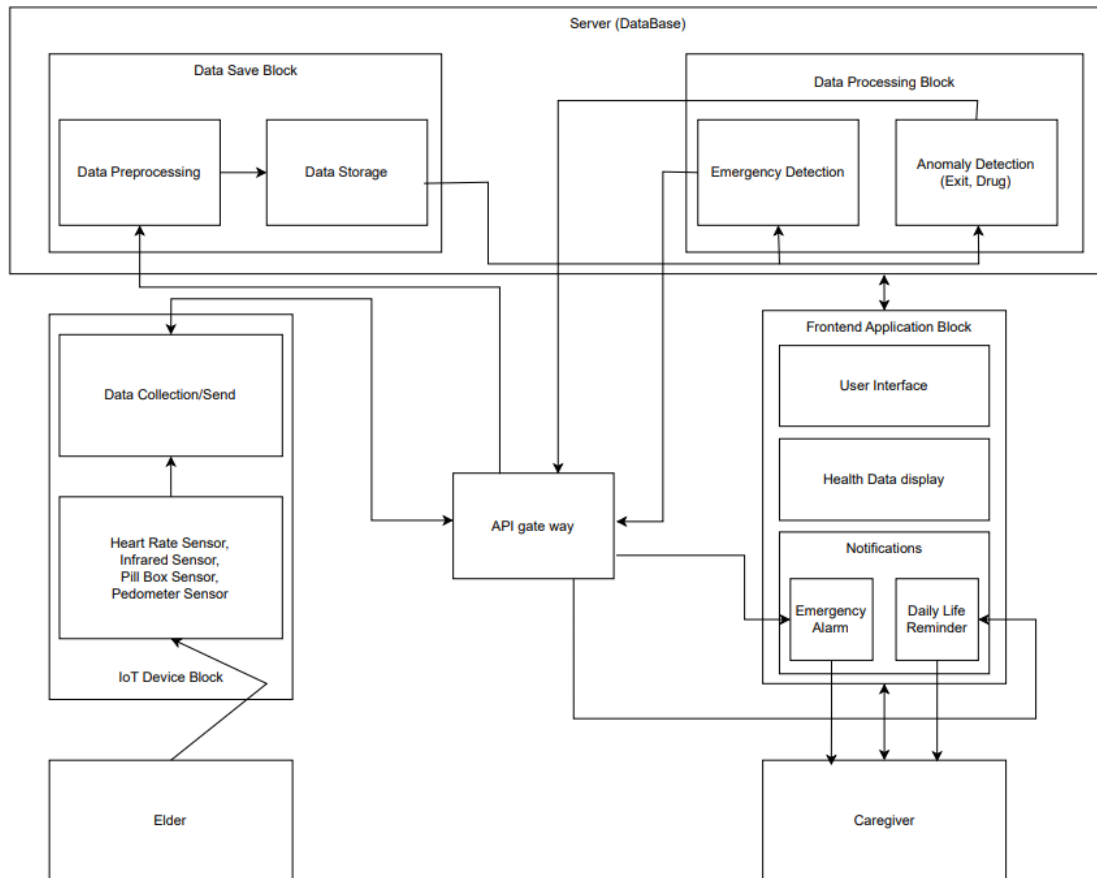 Server (DataBase)
Data Save Block
Data Processing Block
Data Preprocessing
Data Storage
Emergency Detection
Anomaly Detection
(Exit, Drug)
Frontend Application Block
Data Collection/Send
User Interface
Health Data display
API gate way
Heart Rate Sensor,
Infrared Sensor,
Pill Box Sensor,
Pedometer Sensor
Notifications
Emergency
Alarm
Daily Life
Reminder
IoT Device Block
Elder
Caregiver